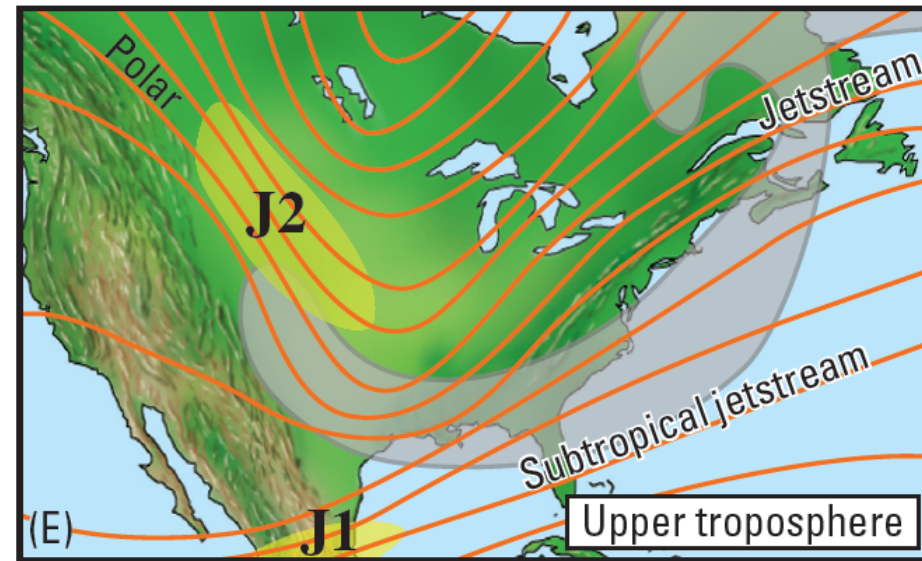 Polar
Jetstream
J2
Subtropical jetstream
(E)
J1
Upper troposphere